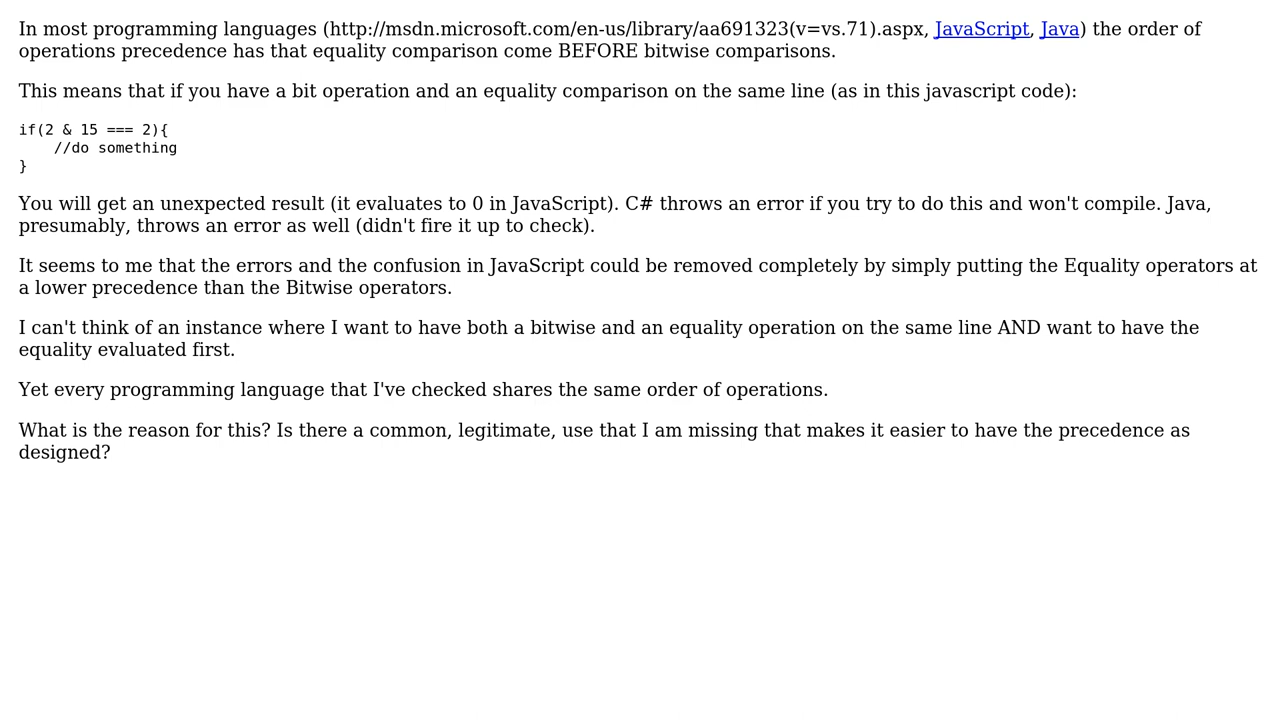 In most programming languages (http://msdn.microsoft.com/en-us/library/aa691323(v=vs.71).aspx, JavaScript, Java) the order of
operations precedence has that equality comparison come BEFORE bitwise comparisons.
This means that if you have a bit operation and an equality comparison on the same line (as in this javascript code):
if(2 & 15 === 2){
    //do something
}
You will get an unexpected result (it evaluates to 0 in JavaScript). C# throws an error if you try to do this and won't compile. Java,
presumably, throws an error as well (didn't fire it up to check).
It seems to me that the errors and the confusion in JavaScript could be removed completely by simply putting the Equality operators at
a lower precedence than the Bitwise operators.
I can't think of an instance where I want to have both a bitwise and an equality operation on the same line AND want to have the
equality evaluated first.
Yet every programming language that I've checked shares the same order of operations.
What is the reason for this? Is there a common, legitimate, use that I am missing that makes it easier to have the precedence as
designed?